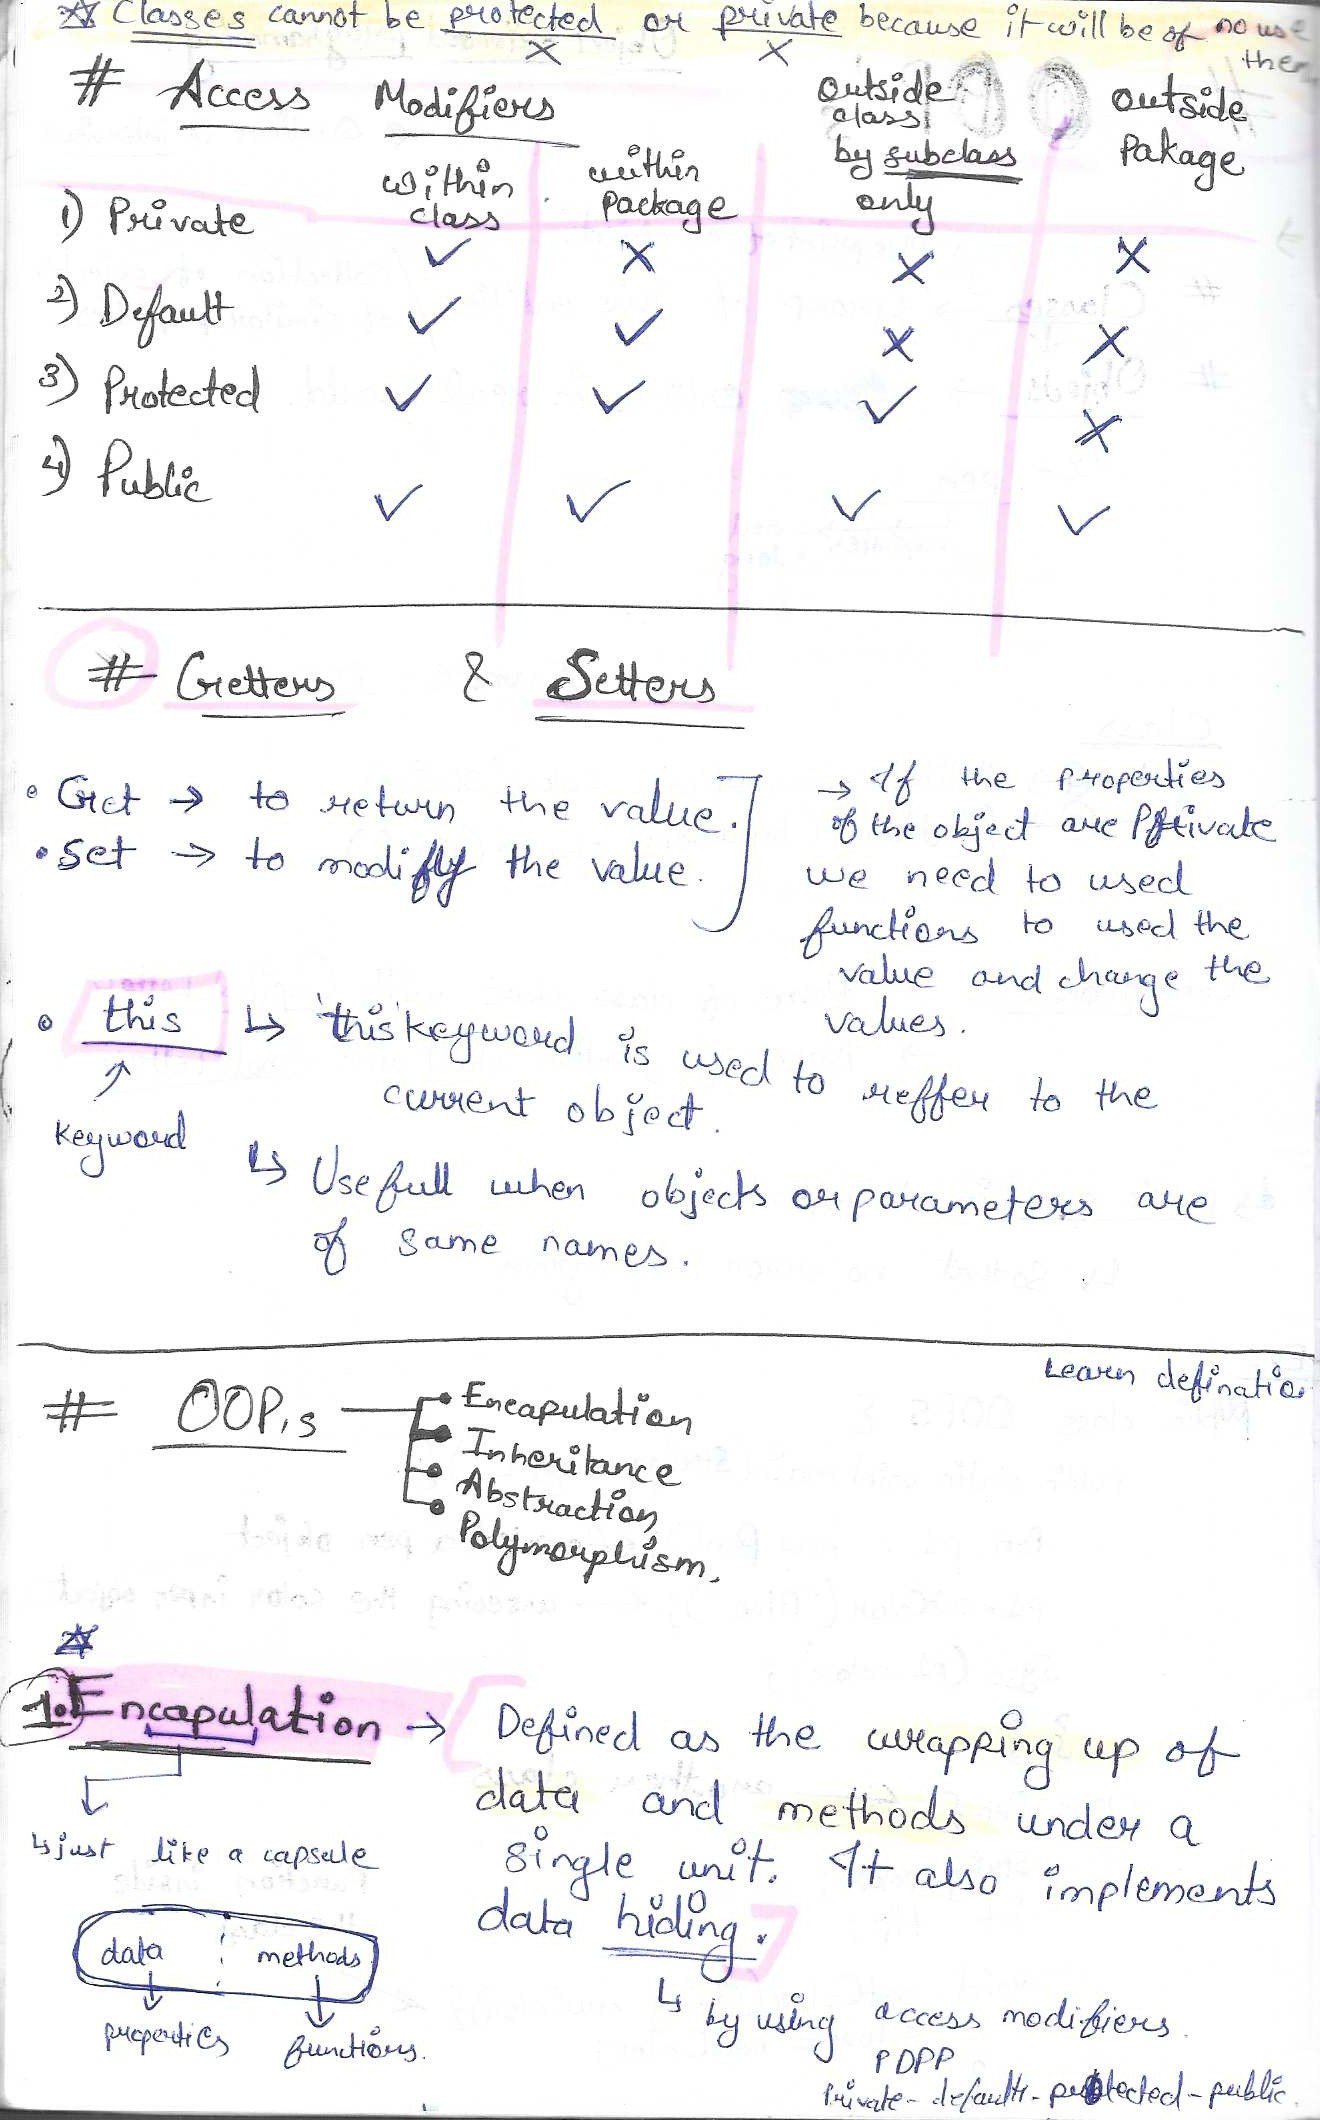 Classes cannot be protected or private because it will be of no use then
# Access Modifiers
within class
within Package
outside class by subclass only
outside Pakage
1) Private ✓ X X X
2) Default ✓ ✓ X X
3) Protected ✓ ✓ ✓ X
4) Public ✓ ✓ ✓ ✓
# Getters & Setters
• Get → to return the value.
• Set → to modifly the value.
→ If the properties
of the object are Private
we need to used
functions to used the
value and change the
values.
• this ↳ 'this' keyword is used to reffer to the
current object.
↑
keyword
↳ Usefull when objects or parameters are
of same names.
Learn definatio
# OOP,s
• Encapulation
• Inheritance
• Abstraction
• Polymorphism.
1. Encapulation → Defined as the wrapping up of
data and methods under a
single unit. It also implements
data hiding.
↳ just like a capsule
data methods
properties functions.
↳ by using access modifiers.
PDPP
Private - default - protected - public.